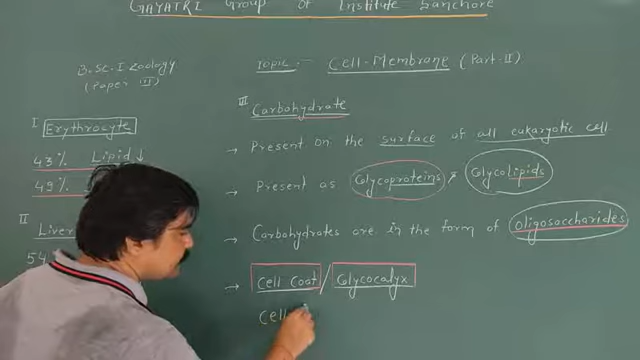 GAYATRI Group of Institute Sanchore
B.SC-I Zoology
(Paper III)
Topic :- Cell-Membrane (Part-II)
I Erythrocyte
43% Lipid ↓
49%
II Liver
54
III Carbohydrate
→ Present on the surface of all eukaryotic cell.
→ Present as Glycoproteins & Glycolipids
→ Carbohydrates are in the form of oligosaccharides
→ Cell Coat / Glycocalyx
Cell